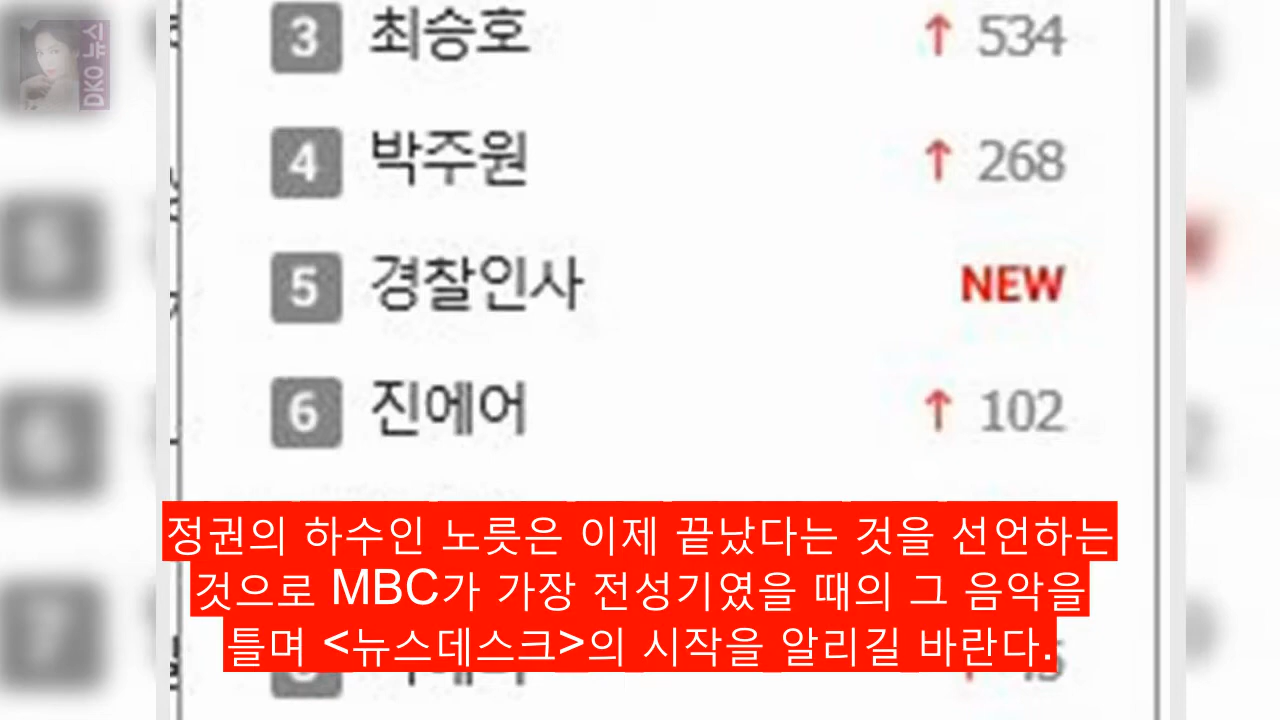 DKO 뉴스
3 최승호 ↑ 534
4 박주원 ↑ 268
5 경찰인사 NEW
6 진에어 ↑ 102
정권의 하수인 노릇은 이제 끝났다는 것을 선언하는
것으로 MBC가 가장 전성기였을 때의 그 음악을
틀며 <뉴스데스크>의 시작을 알리길 바란다.